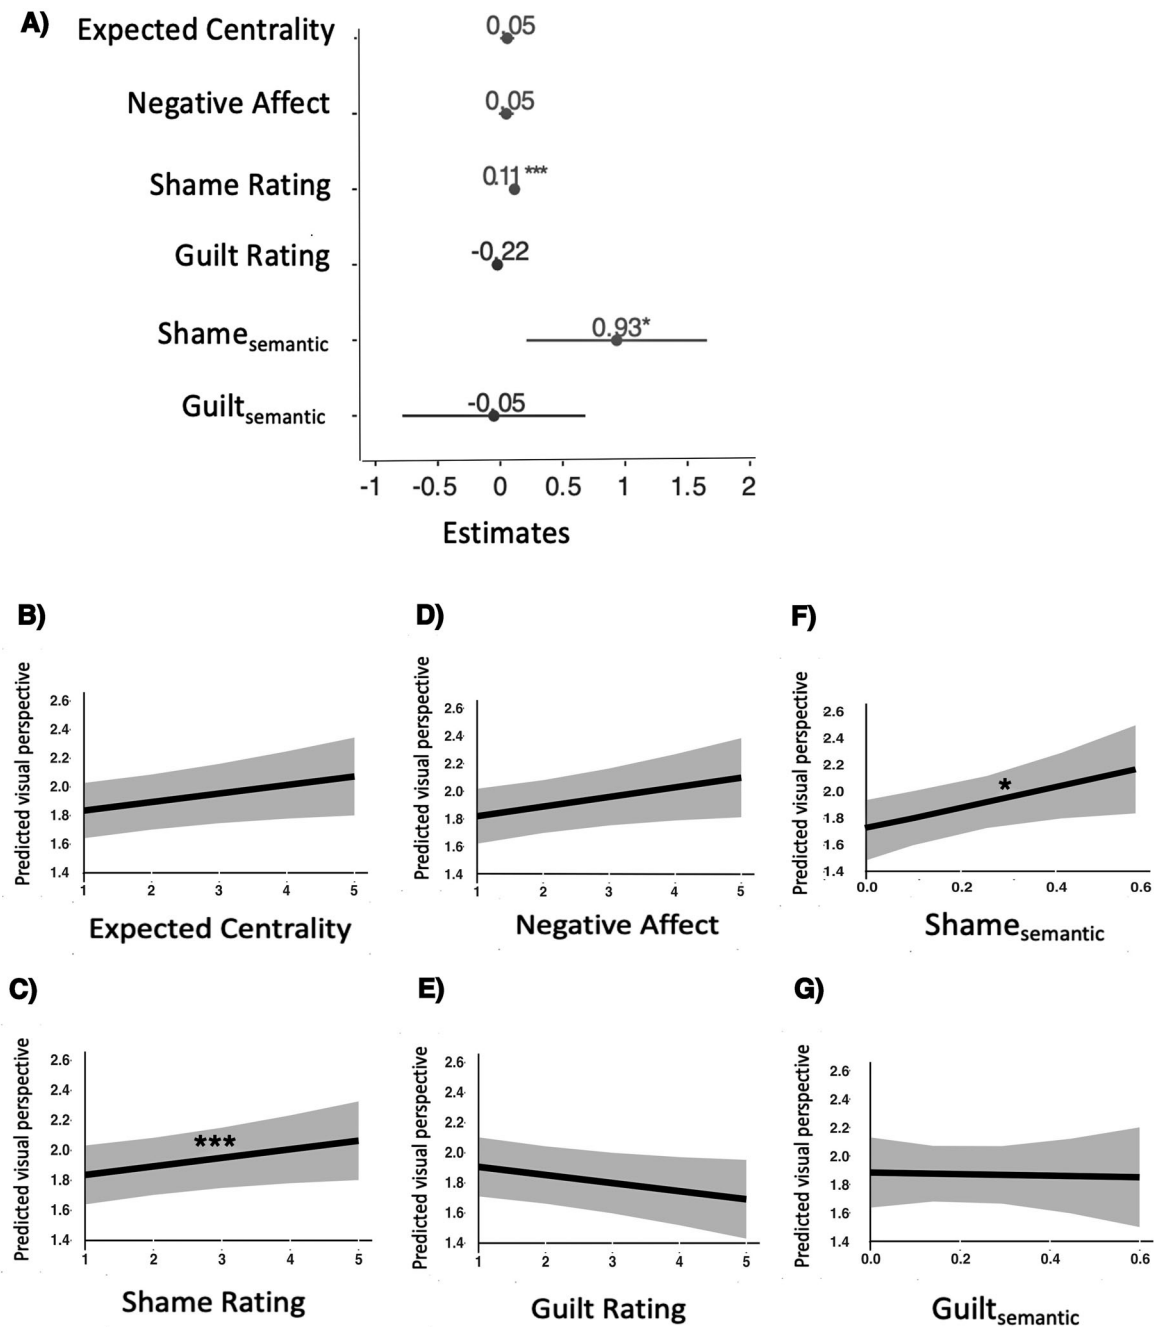 A)
Expected Centrality
0.05
Negative Affect
0.05
Shame Rating
0.11 ***
Guilt Rating
-0.22
Shame semantic
0.93*
Guilt semantic
-0.05
-1 -0.5 0 0.5 1 1.5 2
Estimates
B)
Predicted visual perspective
2.6
2.4
2.2
2.0
1.8
1.6
1.4
1 2 3 4 5
Expected Centrality
D)
Predicted visual perspective
2.6
2.4
2.2
2.0
1.8
1.6
1.4
1 2 3 4 5
Negative Affect
F)
Predicted visual perspective
2.6
2.4
2.2
2.0
1.8
1.6
1.4
*
0.0 0.2 0.4 0.6
Shame semantic
C)
Predicted visual perspective
2.6
2.4
2.2
2.0
1.8
1.6
1.4
***
1 2 3 4 5
Shame Rating
E)
Predicted visual perspective
2.6
2.4
2.2
2.0
1.8
1.6
1.4
1 2 3 4 5
Guilt Rating
G)
Predicted visual perspective
2.6
2.4
2.2
2.0
1.8
1.6
1.4
0.0 0.2 0.4 0.6
Guilt semantic